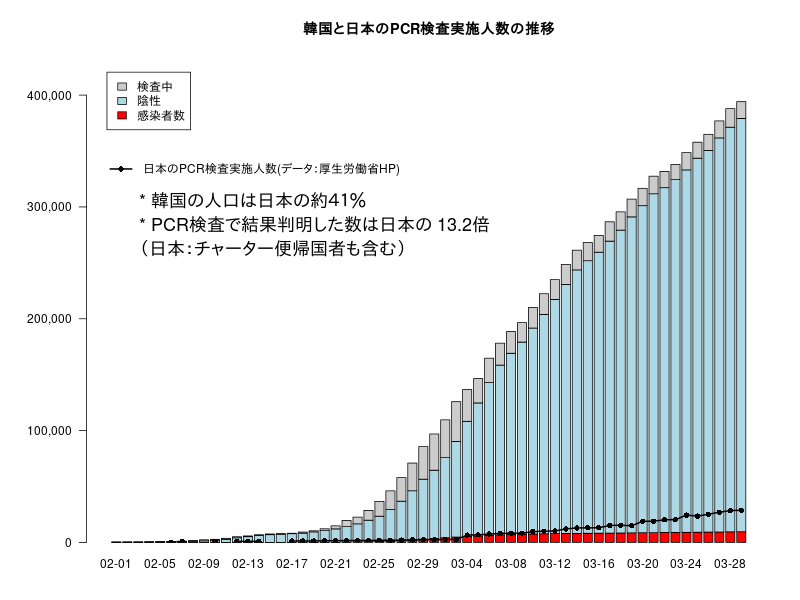 韓国と日本のPCR検査実施人数の推移
検査中
陰性
感染者数
日本のPCR検査実施人数(データ：厚生労働省HP)
* 韓国の人口は日本の約41%
* PCR検査で結果判明した数は日本の 13.2倍
（日本：チャーター便帰国者も含む）
400,000
300,000
200,000
100,000
0
02-01 02-05 02-09 02-13 02-17 02-21 02-25 02-29 03-04 03-08 03-12 03-16 03-20 03-24 03-28